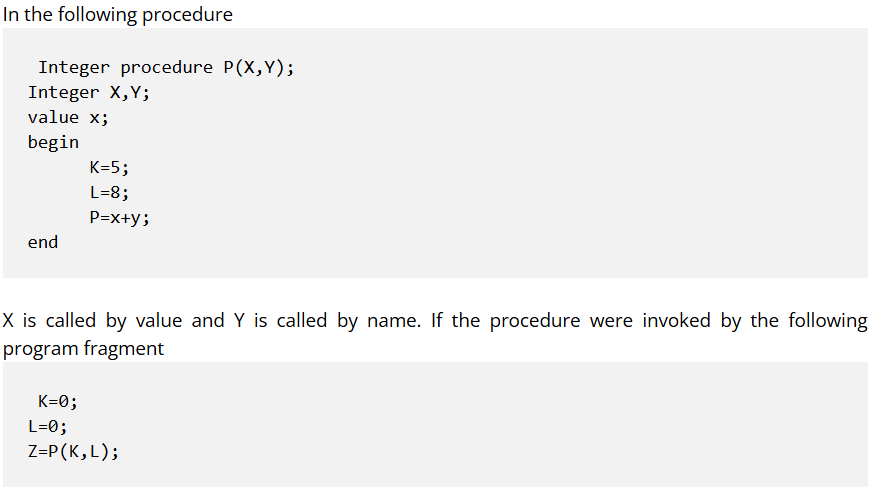 In the following procedure
Integer procedure P(X,Y);
Integer X,Y;
value x;
begin
K=5;
L=8;
P=x+y;
end
X is called by value and Y is called by name. If the procedure were invoked by the following
program fragment
K=0;
L=0;
Z=P(K,L);